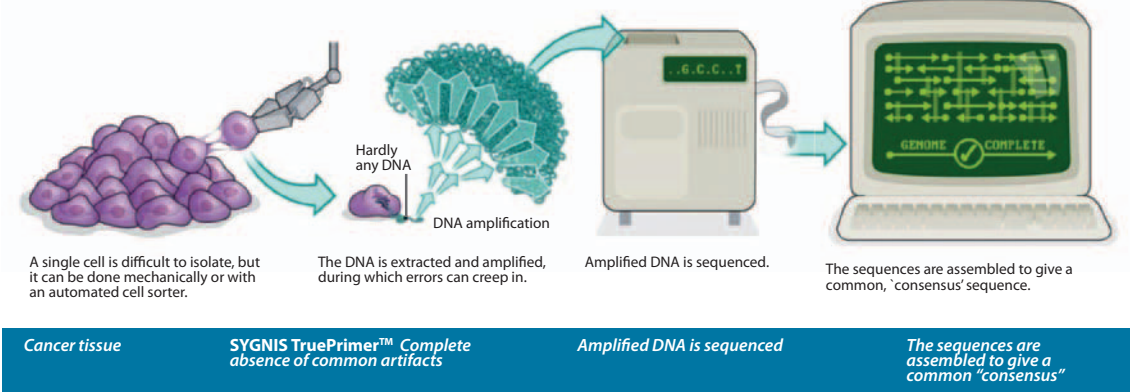 ..G.C.C..T
GENOME COMPLETE
Hardly
any DNA
DNA amplification
A single cell is difficult to isolate, but
it can be done mechanically or with
an automated cell sorter.
The DNA is extracted and amplified,
during which errors can creep in.
Amplified DNA is sequenced.
The sequences are assembled to give a
common, `consensus' sequence.
Cancer tissue
SYGNIS TruePrimer™ Complete
absence of common artifacts
Amplified DNA is sequenced
The sequences are
assembled to give a
common “consensus”